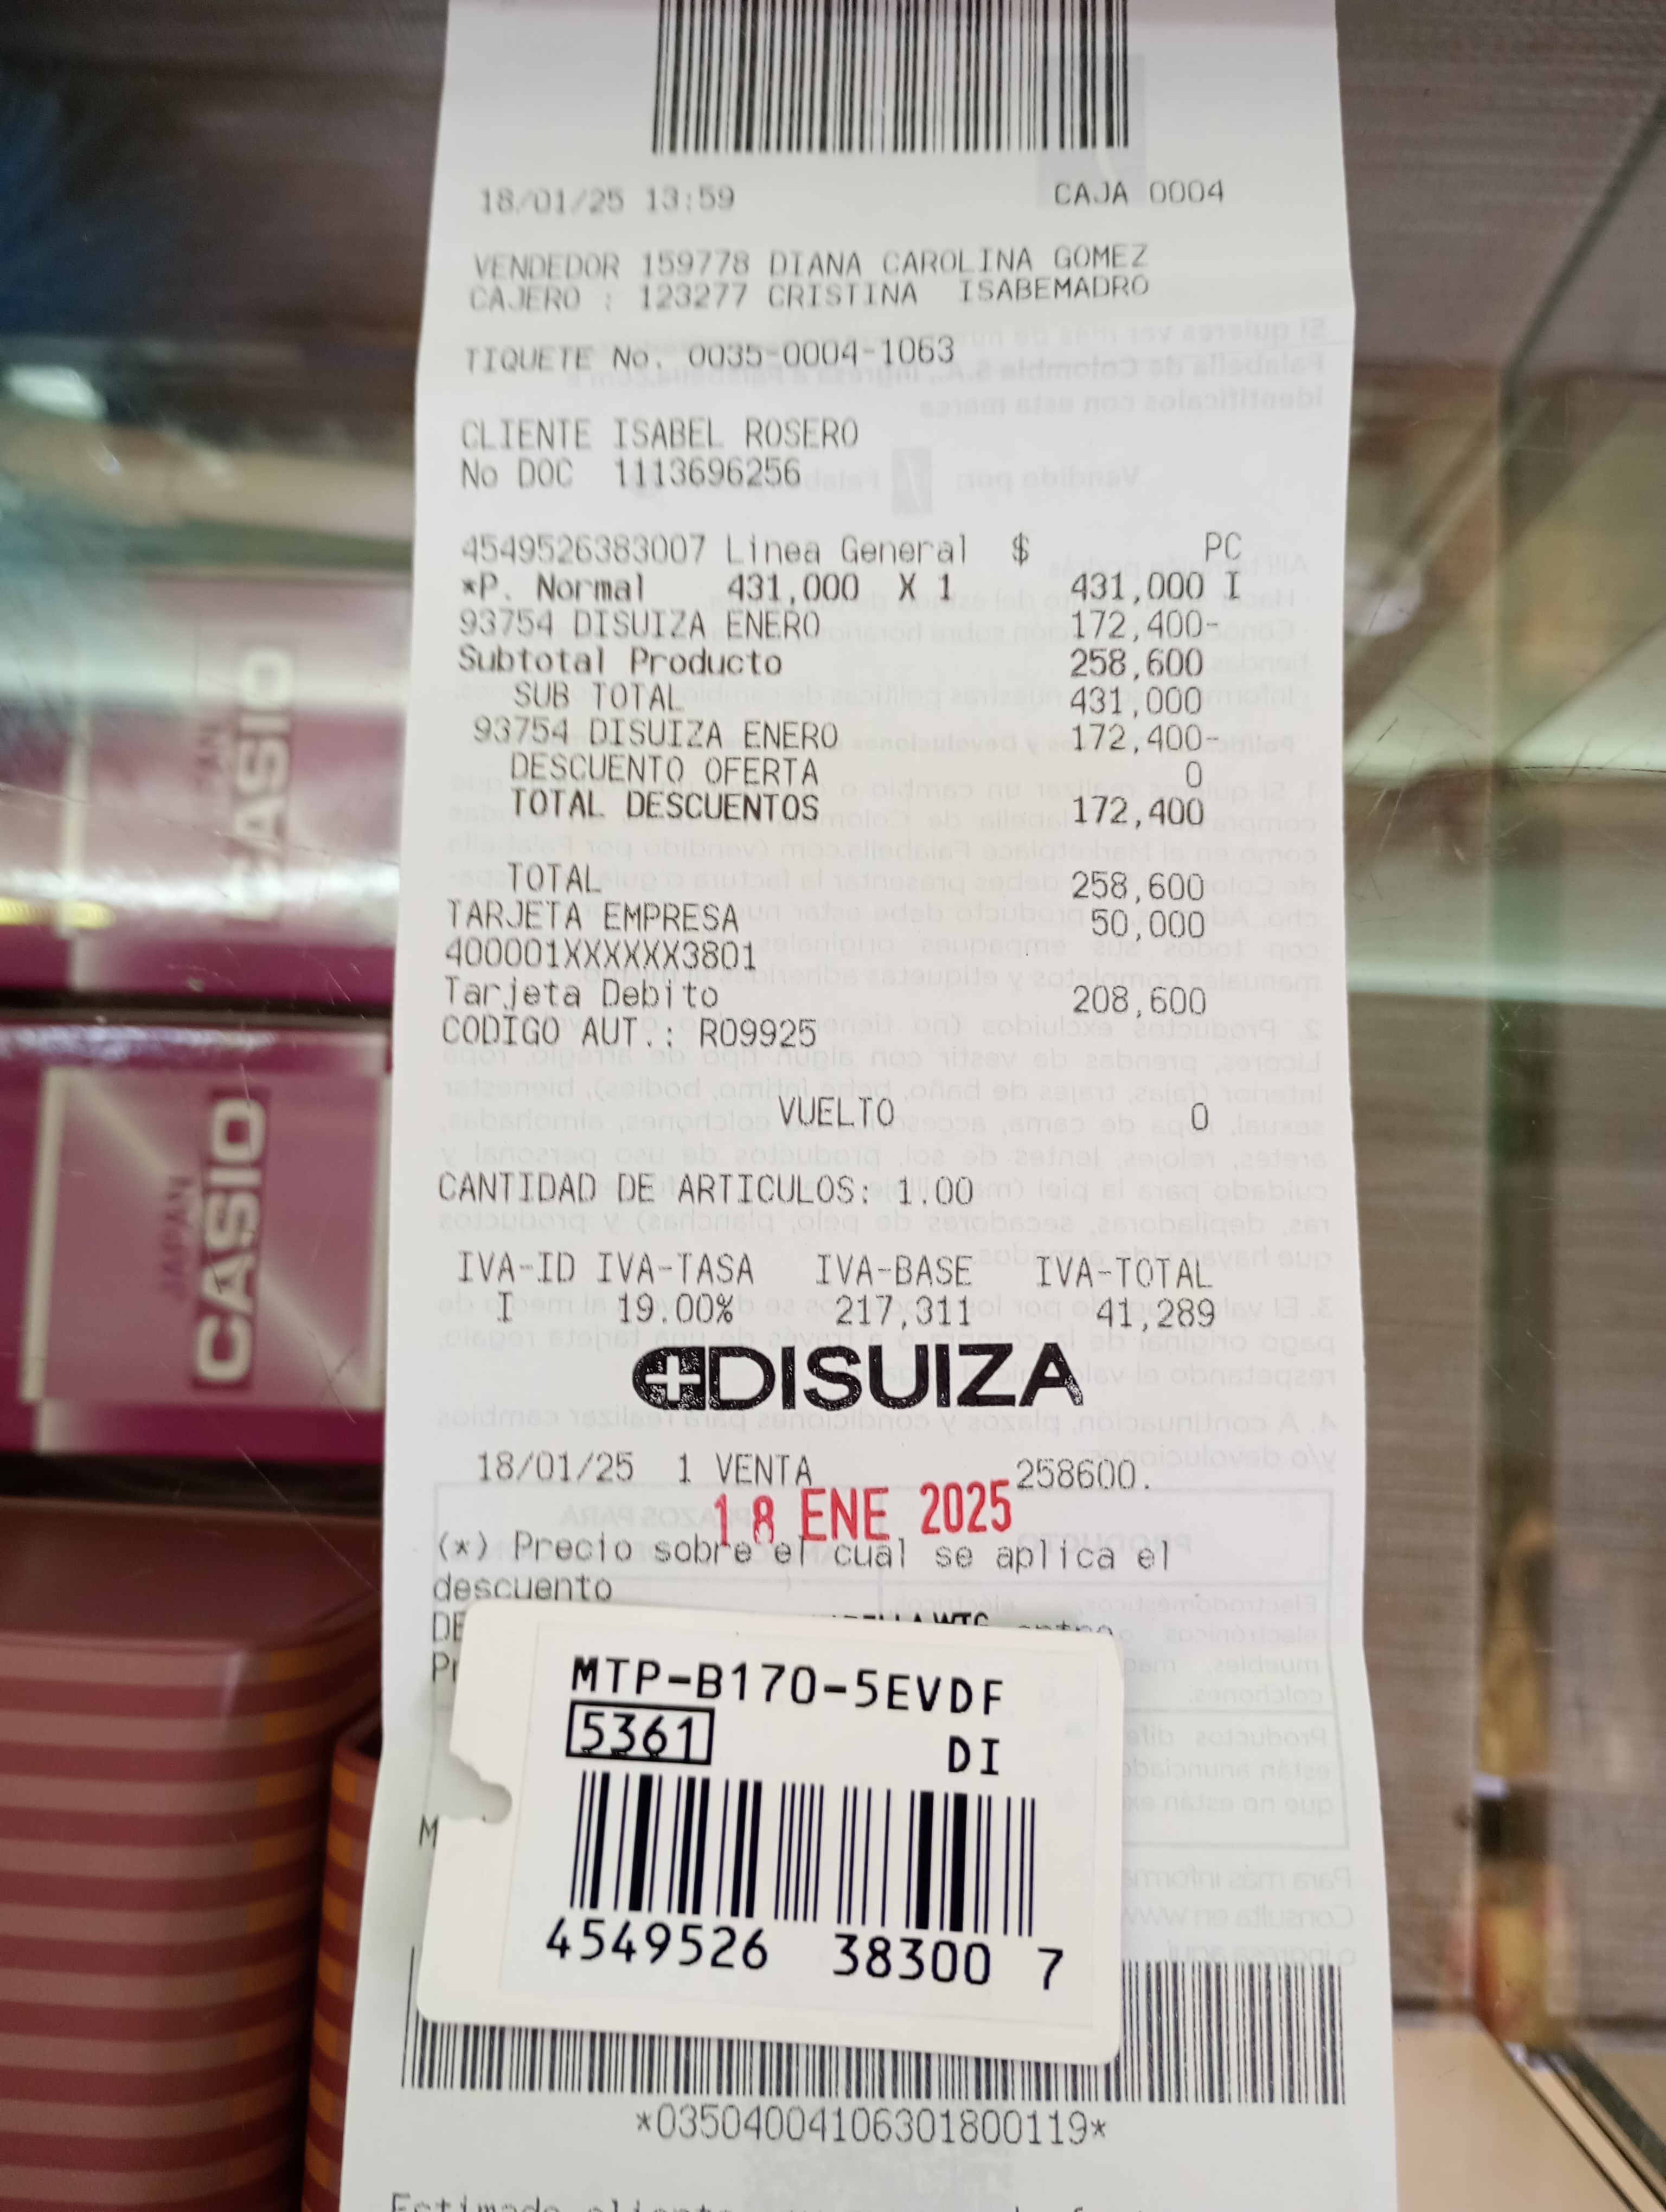 18/01/25 13:59 CAJA 0004
VENDEDOR 159778 DIANA CAROLINA GOMEZ
CAJERO : 123277 CRISTINA ISABEMADRO
TIQUETE No. 0035-0004-1063
CLIENTE ISABEL ROSERO
No DOC 1113696256
4549526383007 Linea General $ PC
*P. Normal 431,000 X 1 431,000 I
93754 DISUIZA ENERO 172,400-
Subtotal Producto 258,600
SUB TOTAL 431,000
93754 DISUIZA ENERO 172,400-
DESCUENTO OFERTA 0
TOTAL DESCUENTOS 172,400
TOTAL 258,600
TARJETA EMPRESA 50,000
400001XXXXXX3801
Tarjeta Debito 208,600
CODIGO AUT.: R09925
VUELTO 0
CANTIDAD DE ARTICULOS: 1.00
IVA-ID IVA-TASA IVA-BASE IVA-TOTAL
I 19.00% 217,311 41,289
DISUIZA
18/01/25 1 VENTA 258600.
18 ENE 2025
(*) Precio sobre el cual se aplica el
descuento
MTP-B170-5EVDF
5361 DI
4549526 38300 7
*03504004106301800119*
CASIO
JAPAN
CASIO
JAPAN